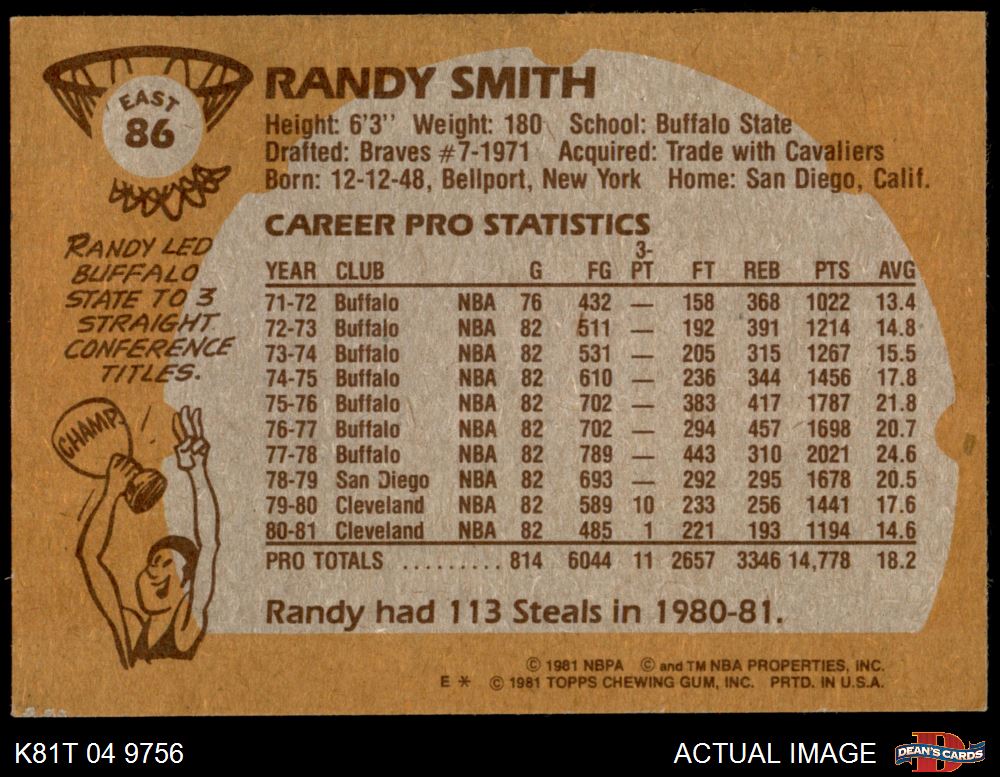 EAST
86
RANDY SMITH
Height: 6'3" Weight: 180 School: Buffalo State
Drafted: Braves #7-1971 Acquired: Trade with Cavaliers
Born: 12-12-48, Bellport, New York Home: San Diego, Calif.
RANDY LED
BUFFALO
STATE TO 3
STRAIGHT
CONFERENCE
TITLES.
CHAMP.
CAREER PRO STATISTICS
YEAR CLUB G FG 3-PT FT REB PTS AVG
71-72 Buffalo NBA 76 432 — 158 368 1022 13.4
72-73 Buffalo NBA 82 511 — 192 391 1214 14.8
73-74 Buffalo NBA 82 531 — 205 315 1267 15.5
74-75 Buffalo NBA 82 610 — 236 344 1456 17.8
75-76 Buffalo NBA 82 702 — 383 417 1787 21.8
76-77 Buffalo NBA 82 702 — 294 457 1698 20.7
77-78 Buffalo NBA 82 789 — 443 310 2021 24.6
78-79 San Diego NBA 82 693 — 292 295 1678 20.5
79-80 Cleveland NBA 82 589 10 233 256 1441 17.6
80-81 Cleveland NBA 82 485 1 221 193 1194 14.6
PRO TOTALS ......... 814 6044 11 2657 3346 14,778 18.2
Randy had 113 Steals in 1980-81.
© 1981 NBPA © and TM NBA PROPERTIES, INC.
E * © 1981 TOPPS CHEWING GUM, INC. PRTD. IN U.S.A.
K81T 04 9756
ACTUAL IMAGE
DEAN'S CARDS